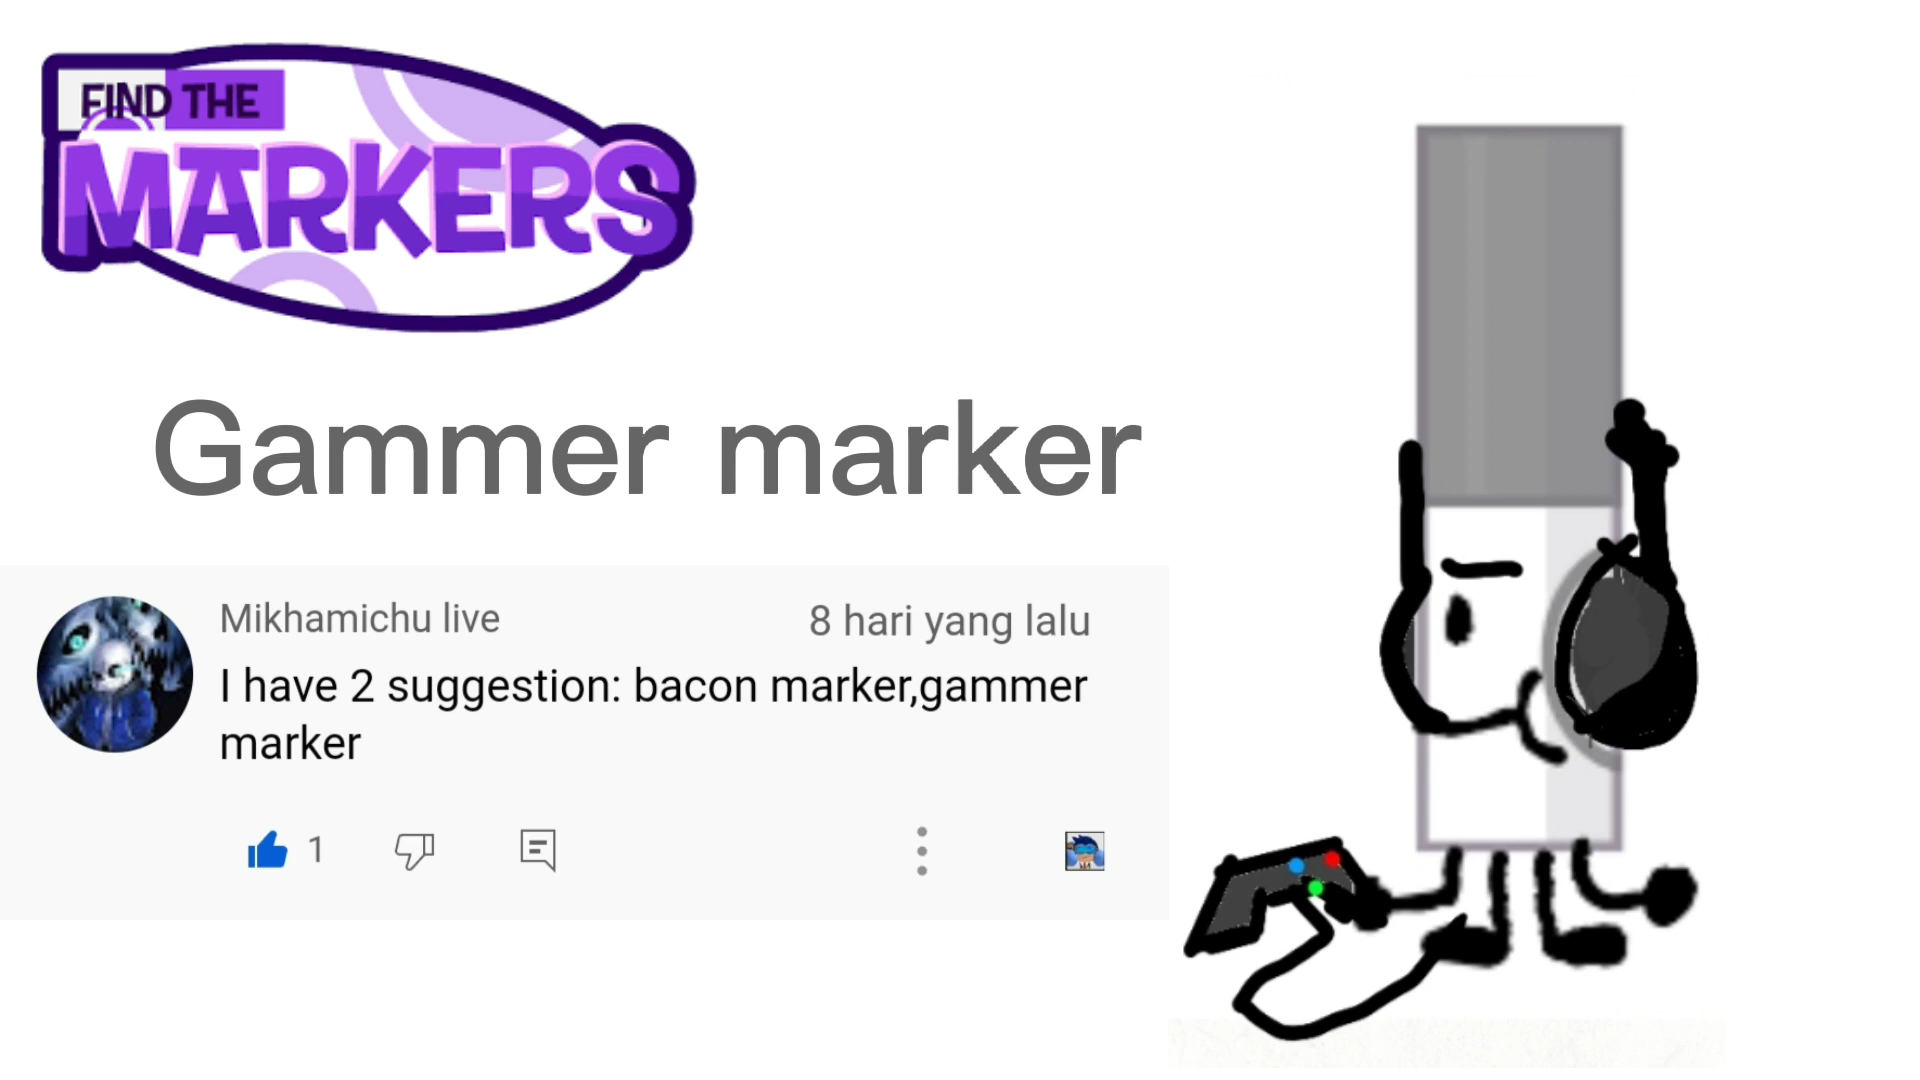 FIND THE
MARKERS
Gammer marker
Mikhamichu live 8 hari yang lalu
I have 2 suggestion: bacon marker,gammer
marker
1